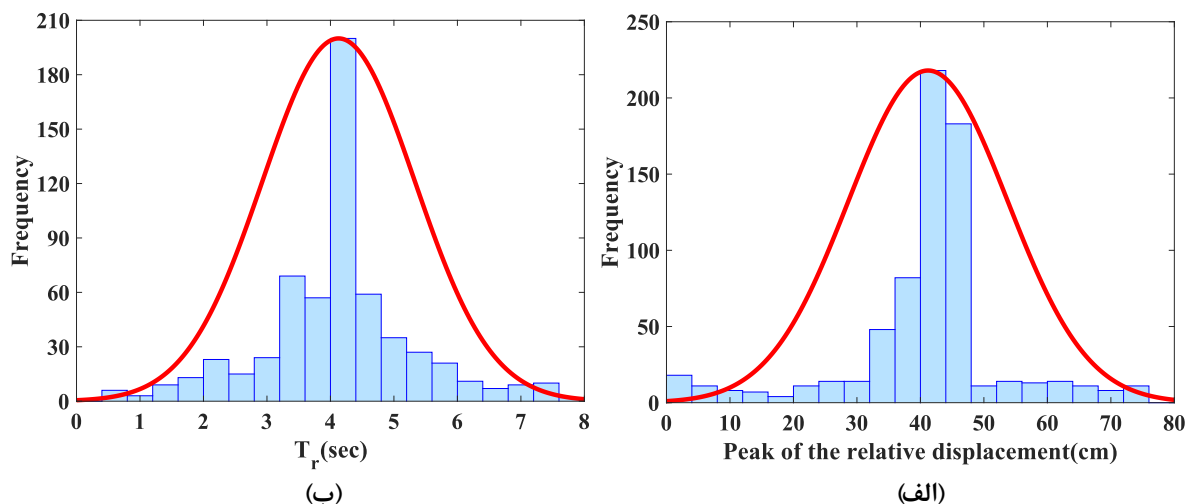 Frequency
210
180
150
120
90
60
30
0
0 1 2 3 4 5 6 7 8
T_r(sec)
(ب)
Frequency
250
200
150
100
50
0
0 10 20 30 40 50 60 70 80
Peak of the relative displacement(cm)
(الف)